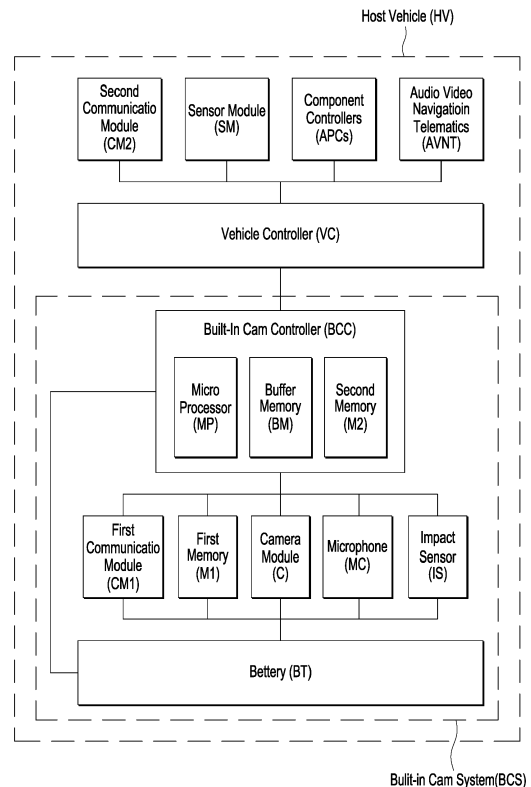 Host Vehicle (HV)
Second
Communicatio
Module
(CM2)
Sensor Module
(SM)
Component
Controllers
(APCs)
Audio Video
Navigatioin
Telematics
(AVNT)
Vehicle Controller (VC)
Built-In Cam Controller (BCC)
Micro
Processor
(MP)
Buffer
Memory
(BM)
Second
Memory
(M2)
First
Communicatio
Module
(CM1)
First
Memory
(M1)
Camera
Module
(C)
Microphone
(MC)
Impact
Sensor
(IS)
Bettery (BT)
Bulit-in Cam System(BCS)